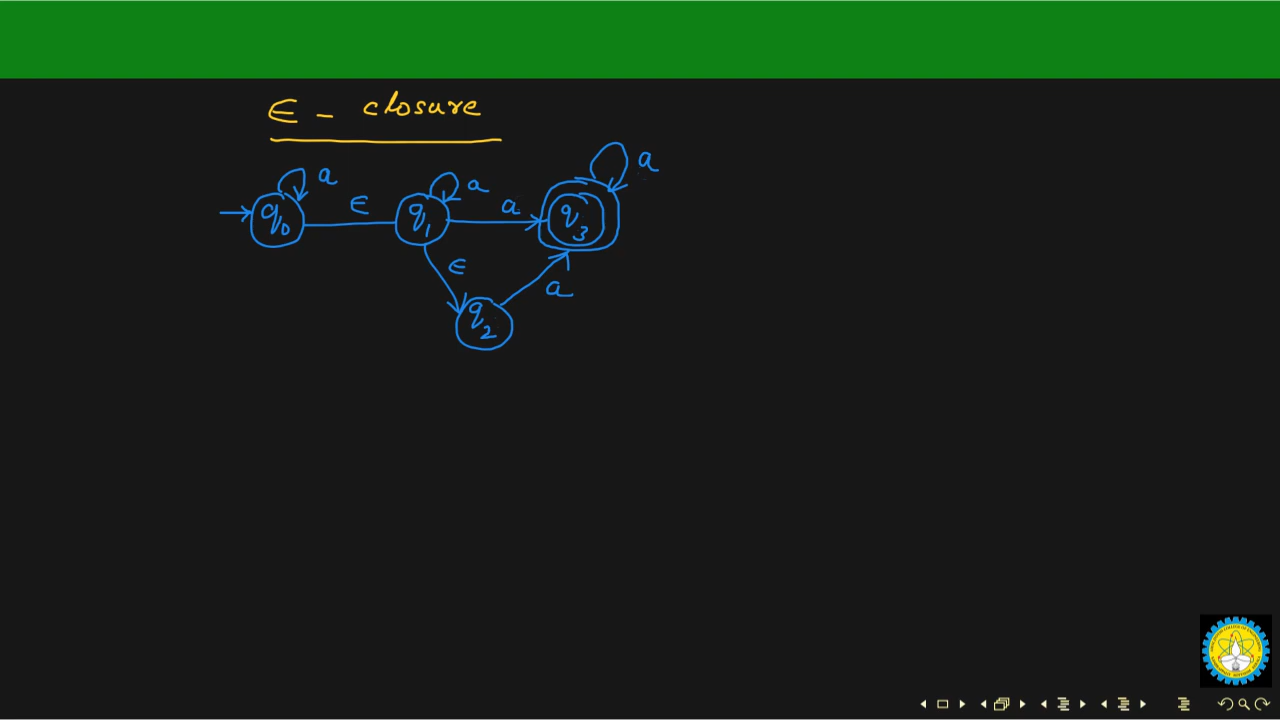 ϵ - closure
a a a
q0 ϵ q1 a q3
ϵ a
q2